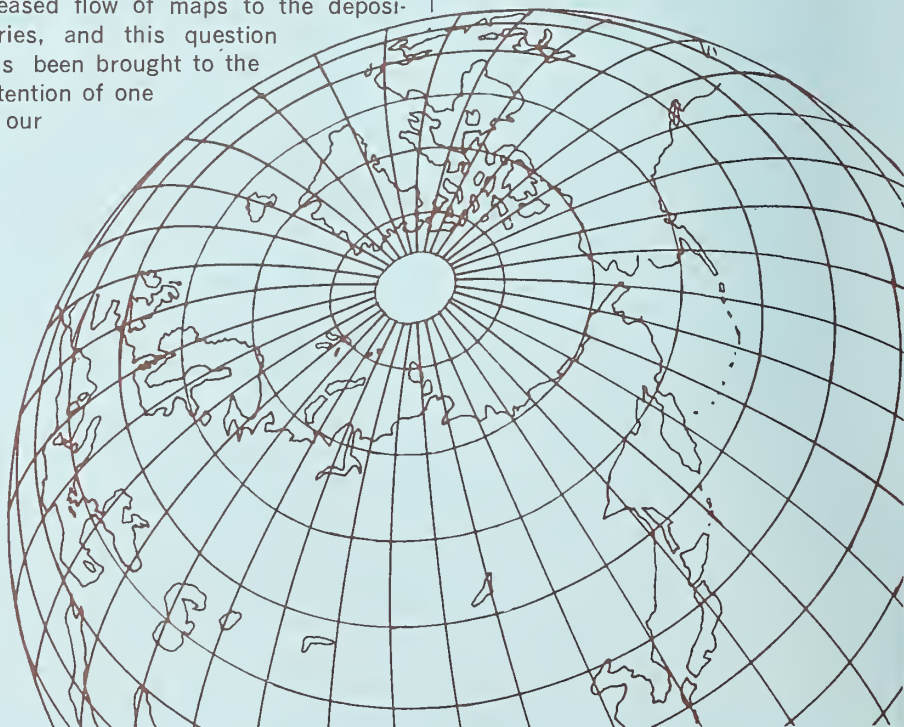 eased flow of maps to the deposi-
ries, and this question
s been brought to the
tention of one
our